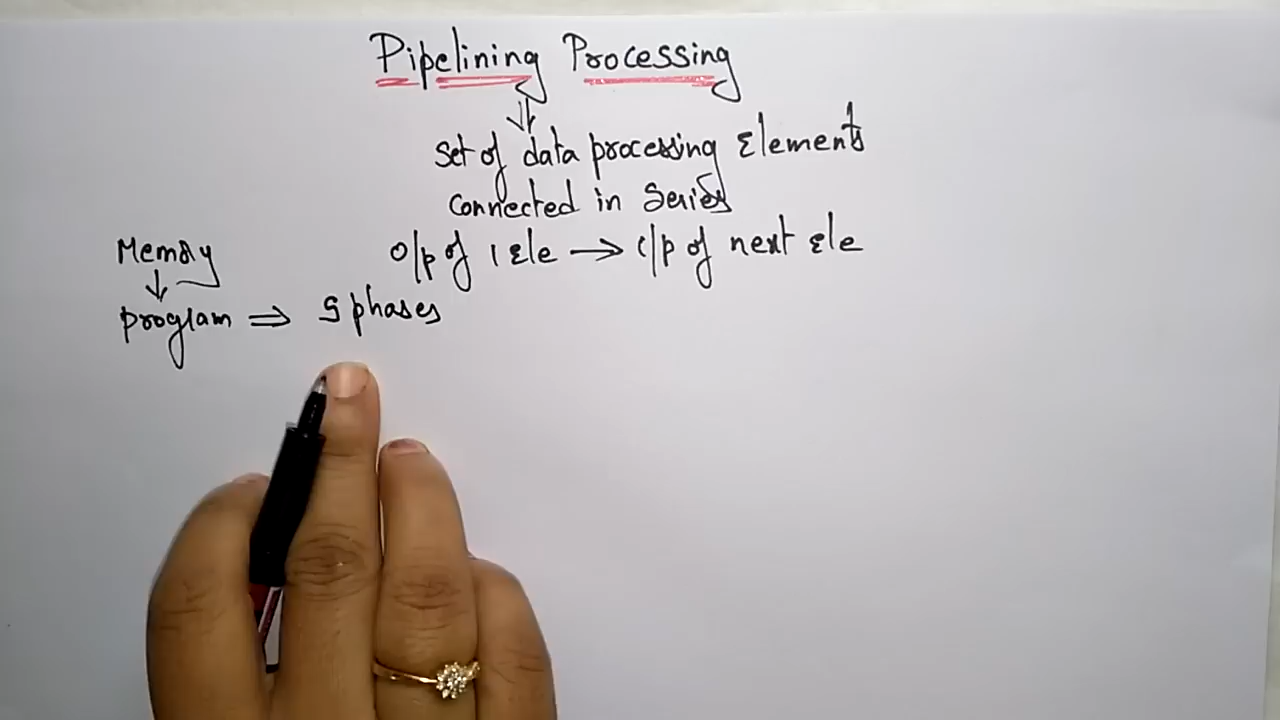 Pipelining Processing
Set of data processing Elements
Connected in Series
O/p of 1 Ele → i/p of next Ele
Memory
↓
program ⇒ 5 phases